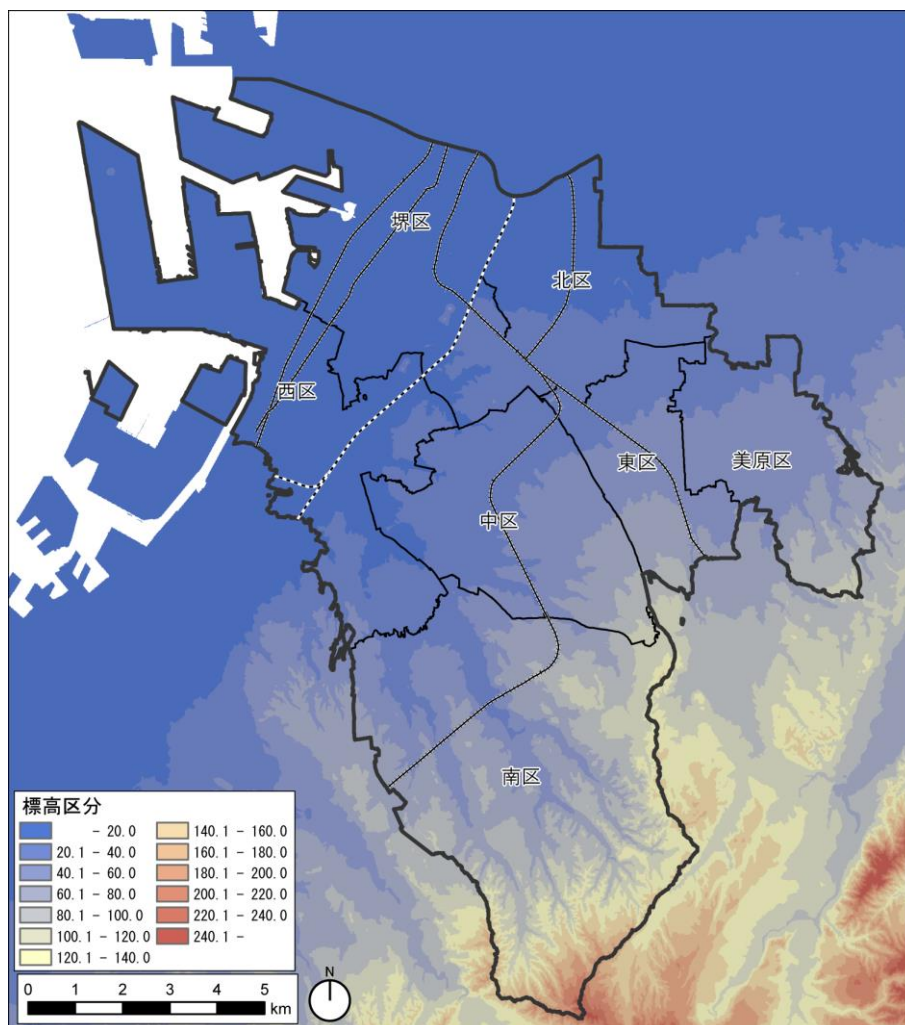 堺区
北区
西区
東区
美原区
中区
南区
標高区分
- 20.0
20.1 - 40.0
40.1 - 60.0
60.1 - 80.0
80.1 - 100.0
100.1 - 120.0
120.1 - 140.0
140.1 - 160.0
160.1 - 180.0
180.1 - 200.0
200.1 - 220.0
220.1 - 240.0
240.1 -
0 1 2 3 4 5
km
N